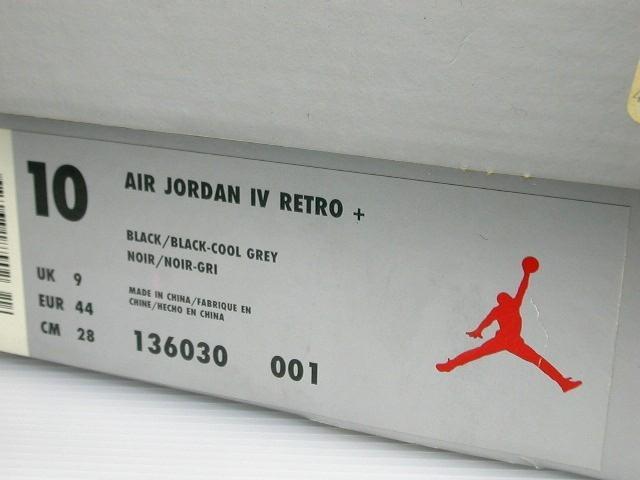 10
AIR JORDAN IV RETRO +
BLACK/BLACK-COOL GREY
NOIR/NOIR-GRI
UK 9
EUR 44
CM 28
MADE IN CHINA/FABRIQUE EN
CHINE/HECHO EN CHINA
136030 001